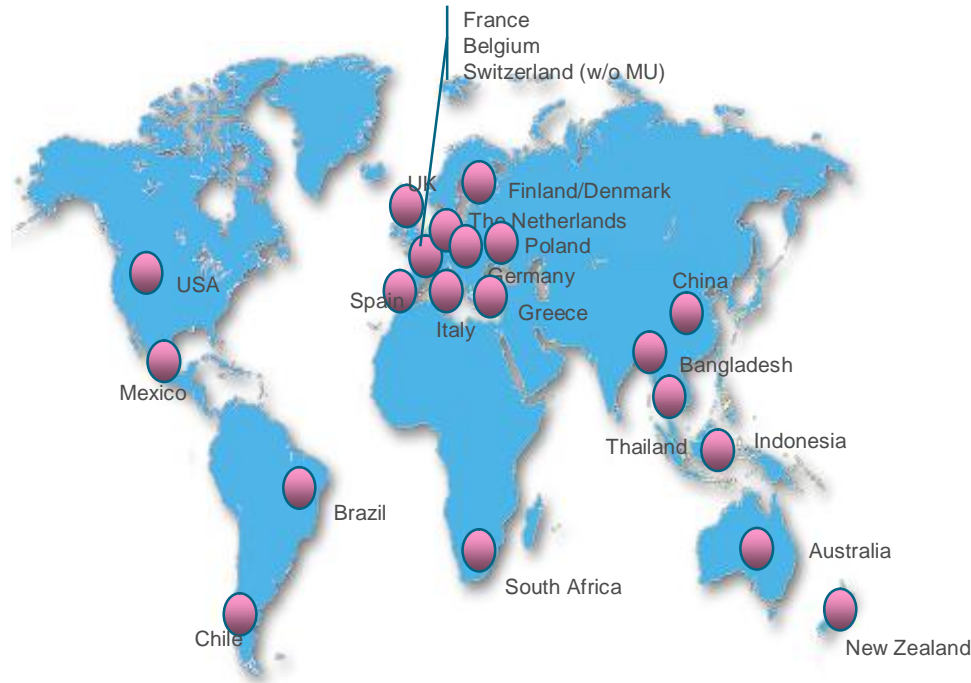 France
Belgium
Switzerland (w/o MU)
UK
Finland/Denmark
The Netherlands
Poland
Germany
USA
Spain
China
Italy
Greece
Mexico
Bangladesh
Thailand
Indonesia
Brazil
Australia
South Africa
Chile
New Zealand